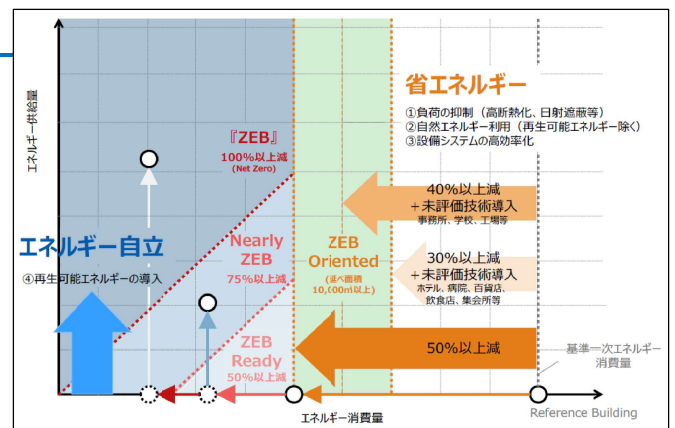 エネルギー供給量
省エネルギー
①負荷の抑制（高断熱化、日射遮蔽等）
②自然エネルギー利用（再生可能エネルギー除く）
③設備システムの高効率化
『ZEB』
100%以上減
(Net Zero)
40%以上減
＋未評価技術導入
事務所、学校、工場等
エネルギー自立
④再生可能エネルギーの導入
Nearly
ZEB
75%以上減
ZEB
Oriented
(延べ面積
10,000㎡以上)
30%以上減
＋未評価技術導入
ホテル、病院、百貨店、
飲食店、集会所等
ZEB
Ready
50%以上減
50%以上減
基準一次エネルギー
消費量
エネルギー消費量
Reference Building